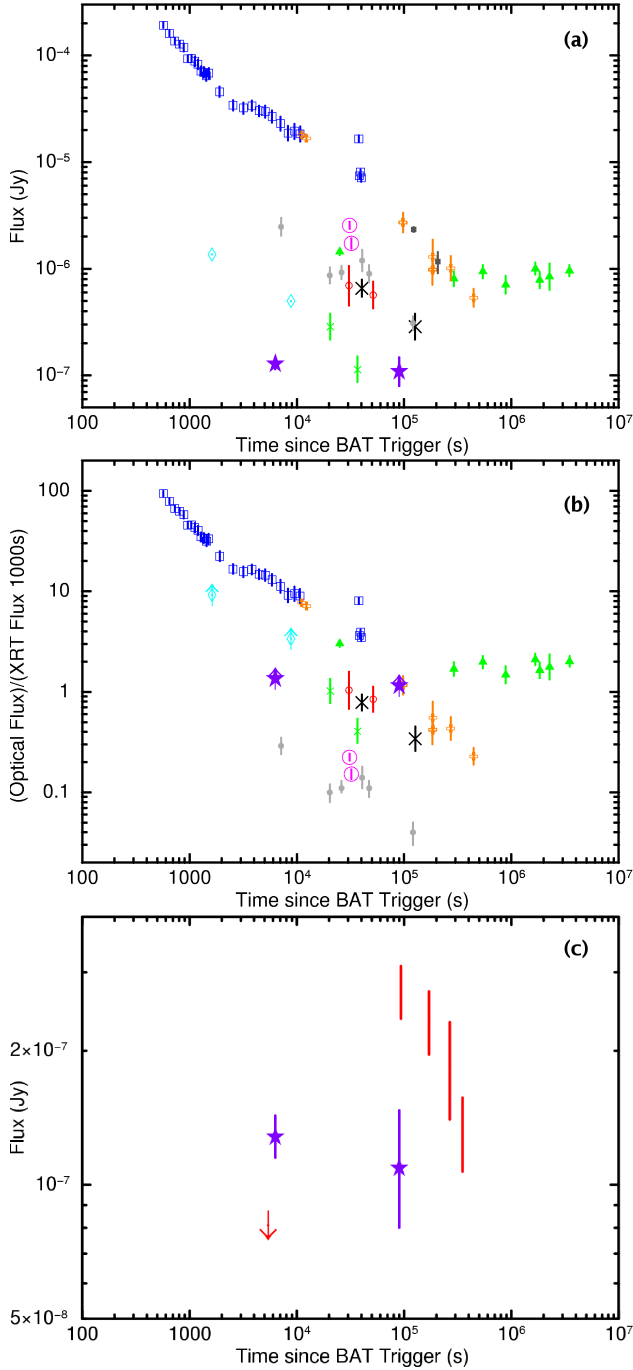 (a)
10⁻⁴
10⁻⁵
10⁻⁶
10⁻⁷
Flux (Jy)
100 1000 10⁴ 10⁵ 10⁶ 10⁷
Time since BAT Trigger (s)
(b)
100
10
1
0.1
(Optical Flux)/(XRT Flux 1000s)
100 1000 10⁴ 10⁵ 10⁶ 10⁷
Time since BAT Trigger (s)
(c)
2×10⁻⁷
10⁻⁷
5×10⁻⁸
Flux (Jy)
100 1000 10⁴ 10⁵ 10⁶ 10⁷
Time since BAT Trigger (s)